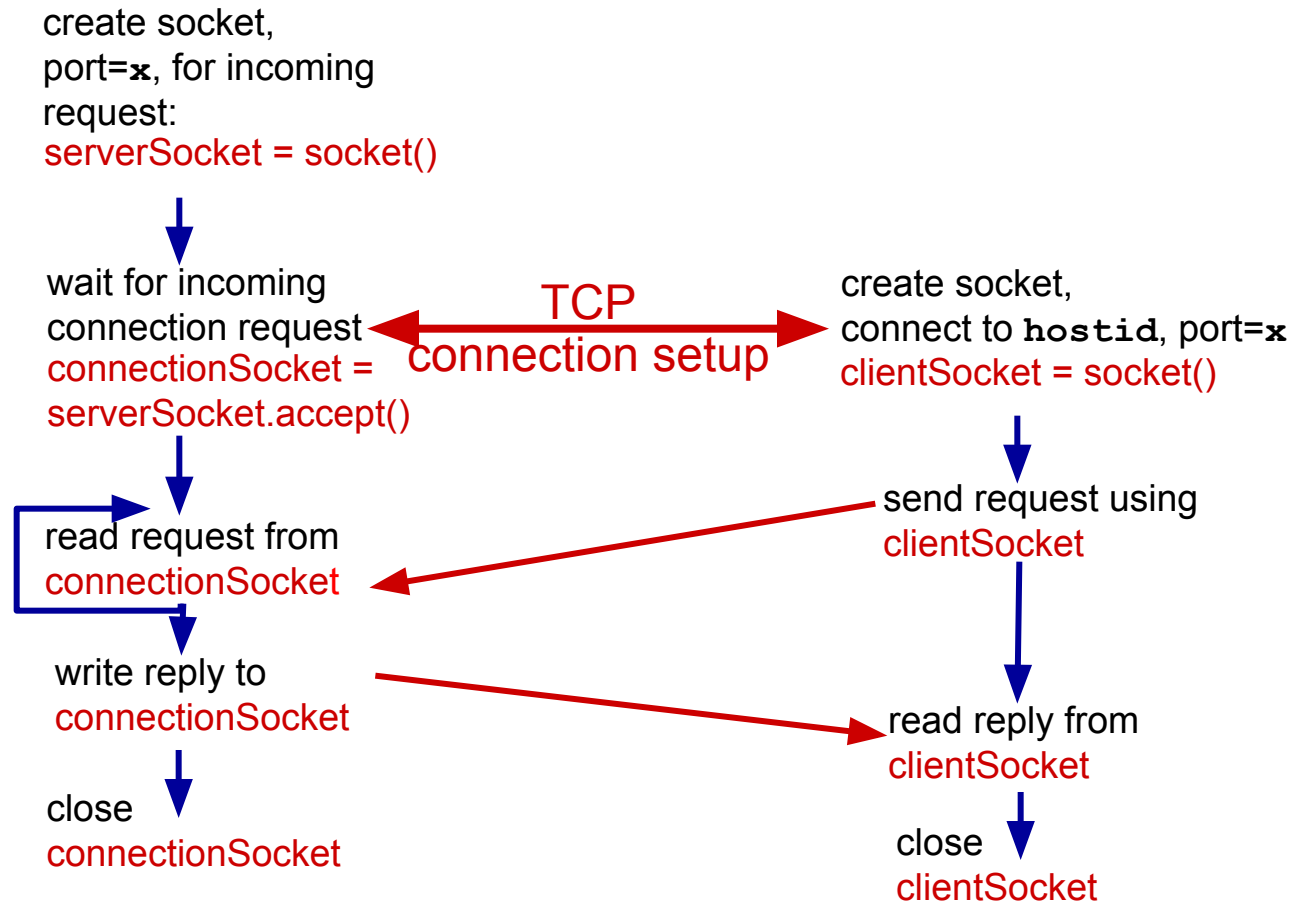 create socket,
port=x, for incoming
request:
serverSocket = socket()
wait for incoming
connection request
connectionSocket =
serverSocket.accept()
TCP
connection setup
create socket,
connect to hostid, port=x
clientSocket = socket()
read request from
connectionSocket
send request using
clientSocket
write reply to
connectionSocket
read reply from
clientSocket
close
connectionSocket
close
clientSocket